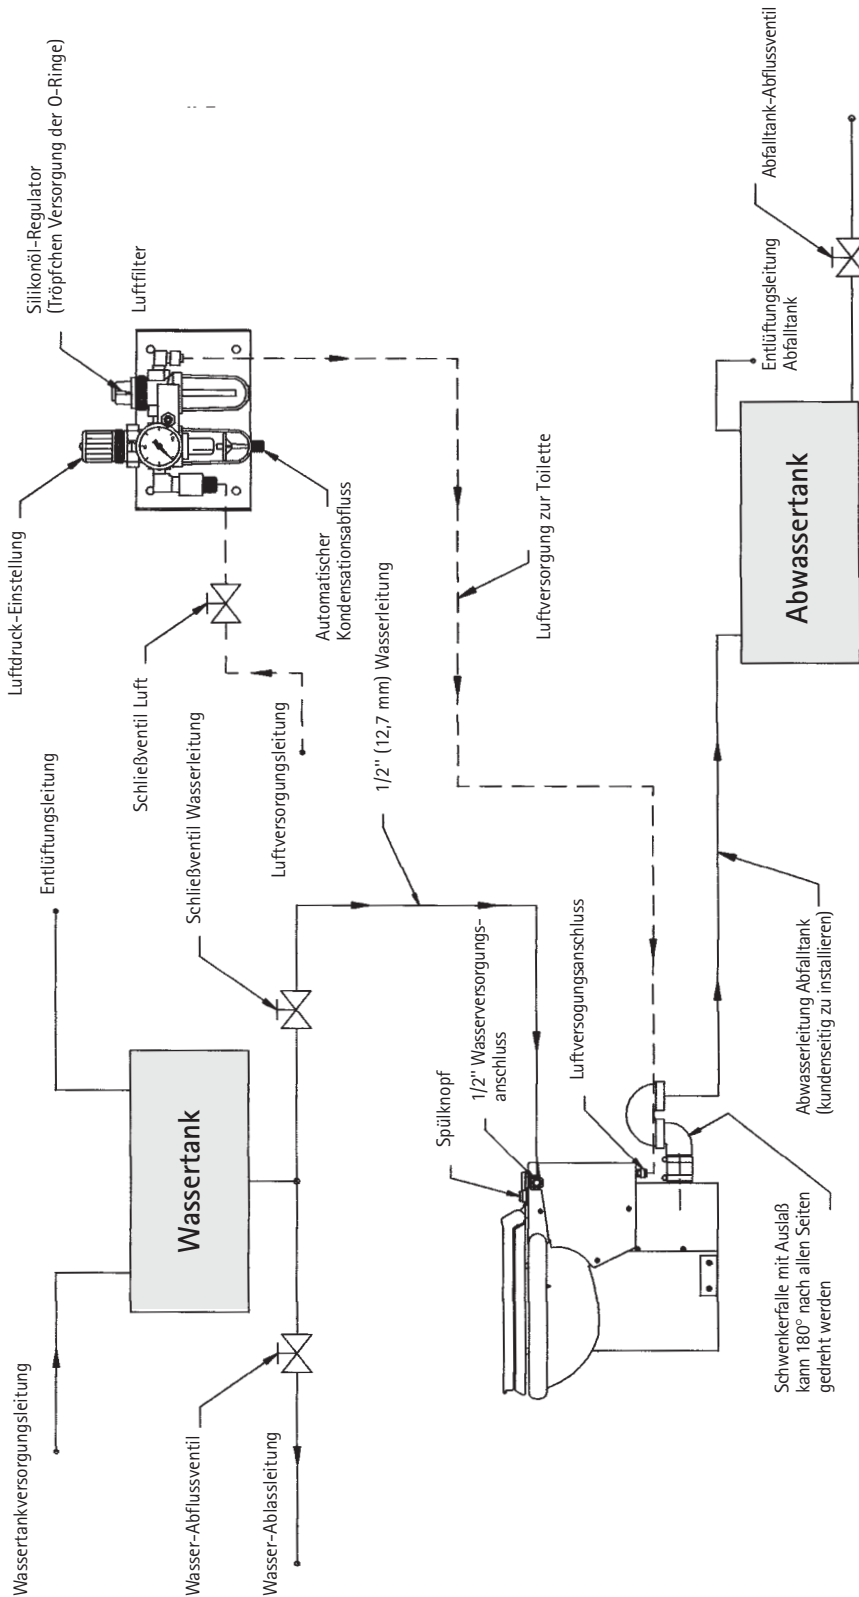 Wassertankversorgungsleitung
Entlüftungsleitung
Luftdruck-Einstellung
Silikonöl-Regulator
(Tröpfchen Versorgung der O-Ringe)
Luftfilter
Schließventil Luft
Wassertank
Schließventil Wasserleitung
Wasser-Abflussventil
Wasser-Ablassleitung
Luftversorgungsleitung
Automatischer
Kondensationsabfluss
1/2" (12,7 mm) Wasserleitung
Spülknopf
1/2" Wasserversorgungs-
anschluss
Luftversorgung zur Toilette
Luftversogungsanschluss
Schwenkerfalle mit Auslaß
kann 180° nach allen Seiten
gedreht werden
Abwasserleitung Abfalltank
(kundenseitig zu installieren)
Abwassertank
Entlüftungsleitung
Abfalltank
Abfalltank-Abflussventil